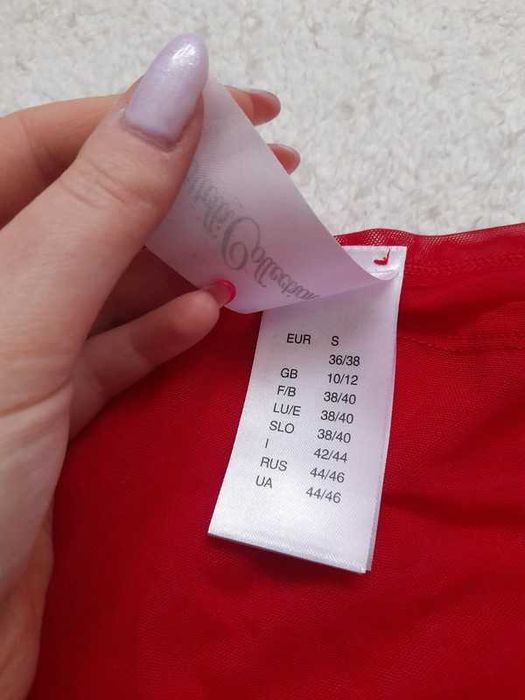 EUR S
36/38
GB 10/12
F/B 38/40
LU/E 38/40
SLO 38/40
I 42/44
RUS 44/46
UA 44/46